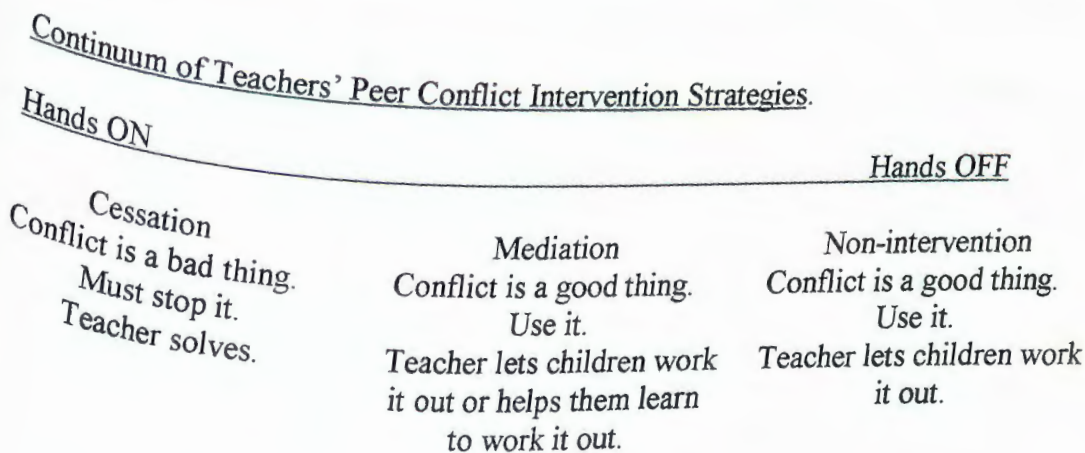 Continuum of Teachers' Peer Conflict Intervention Strategies.
Hands ON
Hands OFF
Cessation
Conflict is a bad thing.
Must stop it.
Teacher solves.
Mediation
Conflict is a good thing.
Use it.
Teacher lets children work
it out or helps them learn
to work it out.
Non-intervention
Conflict is a good thing.
Use it.
Teacher lets children work
it out.